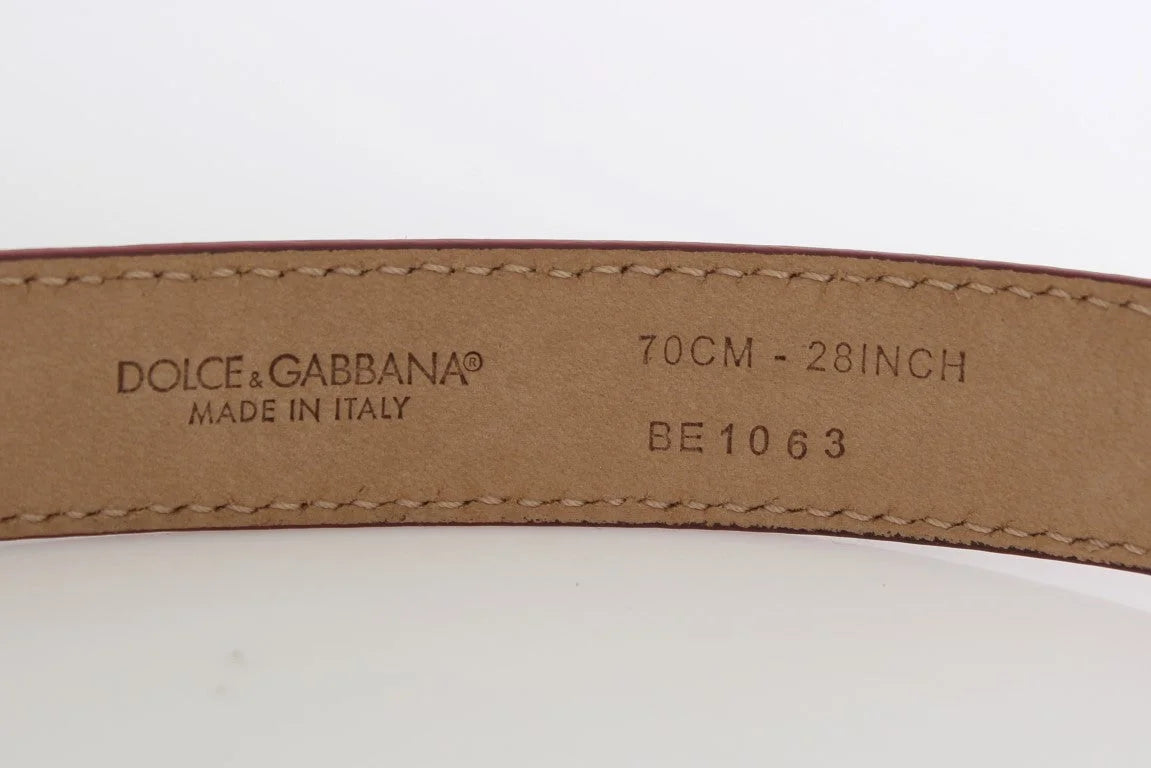 DOLCE & GABBANA®
MADE IN ITALY
70CM - 28INCH
BE1063